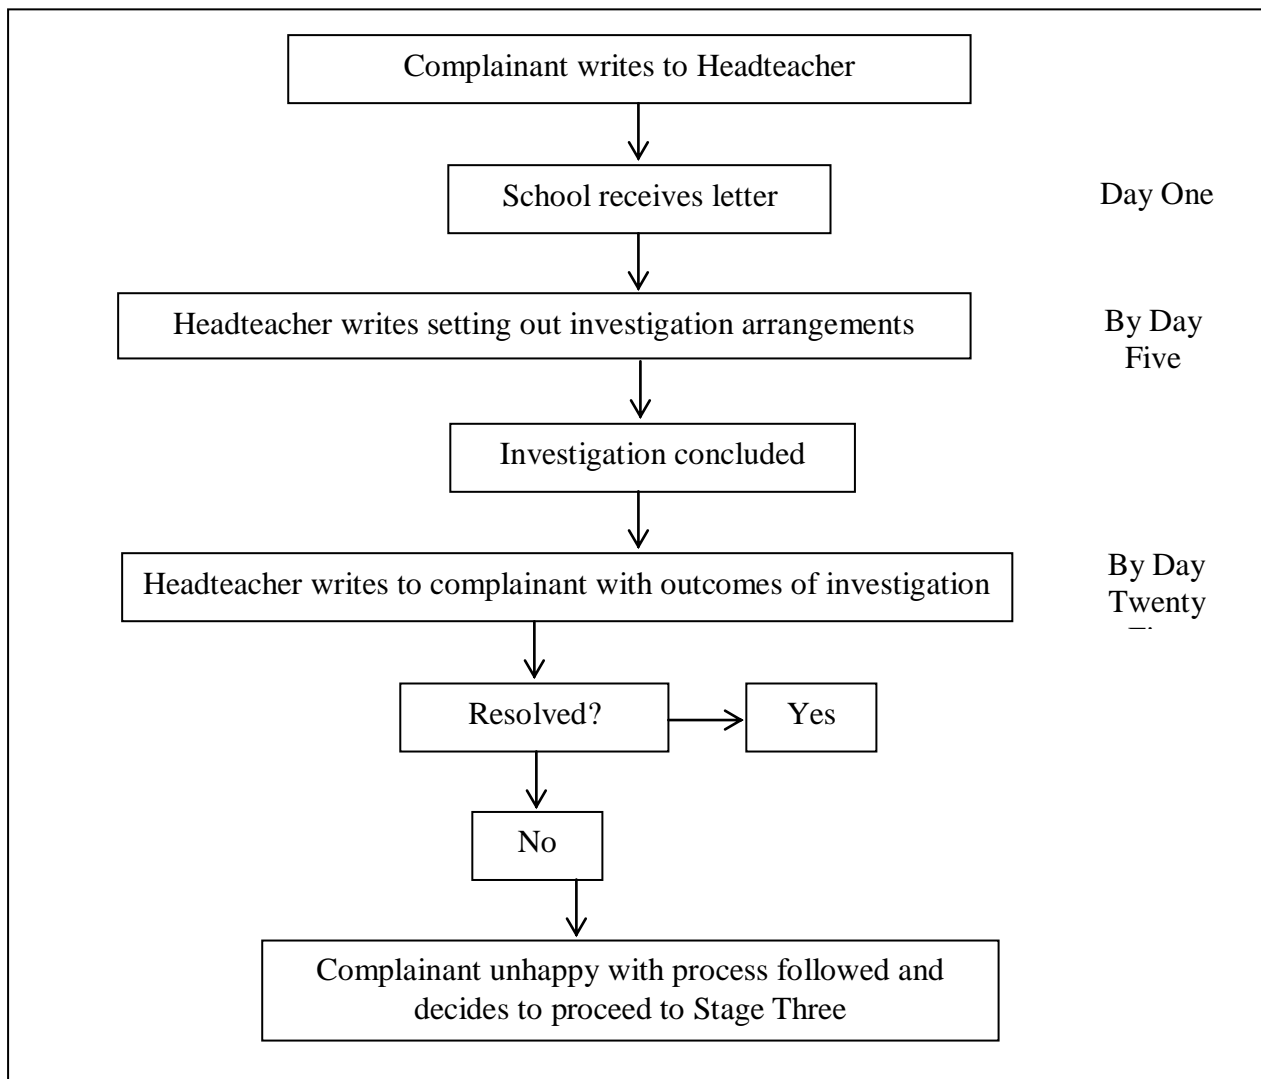 Complainant writes to Headteacher
School receives letter
Day One
Headteacher writes setting out investigation arrangements
By Day
Five
Investigation concluded
Headteacher writes to complainant with outcomes of investigation
By Day
Twenty
Resolved?
Yes
No
Complainant unhappy with process followed and
decides to proceed to Stage Three